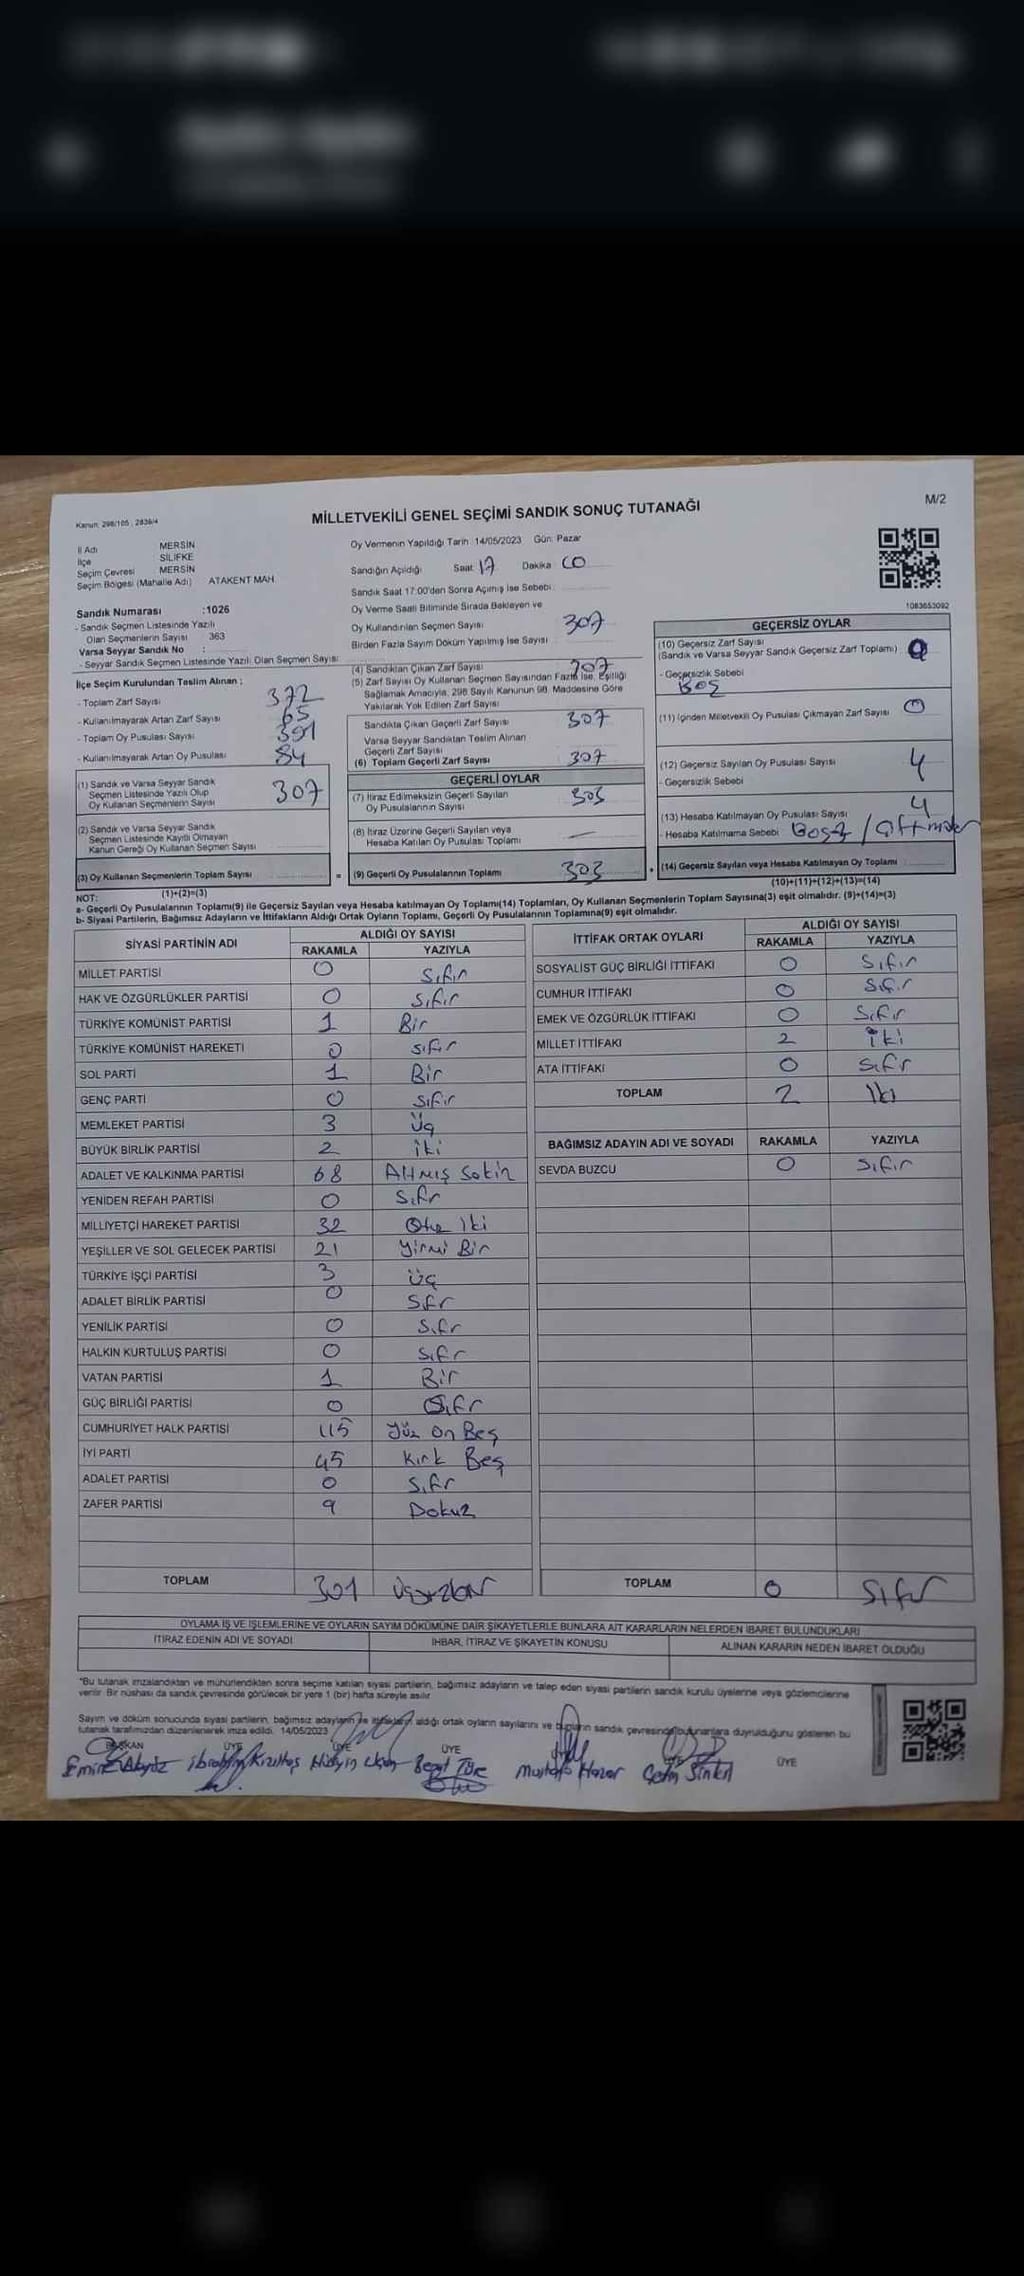 Kanun: 298/105 , 2839/4
MİLLETVEKİLİ GENEL SEÇİMİ SANDIK SONUÇ TUTANAĞI
M/2
İl Adı MERSİN
İlçe SİLİFKE
Seçim Çevresi MERSİN
Seçim Bölgesi (Mahalle Adı) ATAKENT MAH.
Sandık Numarası :1026
- Sandık Seçmen Listesinde Yazılı
Olan Seçmenlerin Sayısı 363
Varsa Seyyar Sandık No :
- Seyyar Sandık Seçmen Listesinde Yazılı Olan Seçmen Sayısı
İlçe Seçim Kurulundan Teslim Alınan :
- Toplam Zarf Sayısı 372
- Kullanılmayarak Artan Zarf Sayısı 65
- Toplam Oy Pusulası Sayısı 391
- Kullanılmayarak Artan Oy Pusulası 84
(1) Sandık ve Varsa Seyyar Sandık
Seçmen Listesinde Yazılı Olup
Oy Kullanan Seçmenlerin Sayısı 307
(2) Sandık ve Varsa Seyyar Sandık
Seçmen Listesinde Kayıtlı Olmayan
Kanun Gereği Oy Kullanan Seçmen Sayısı
(3) Oy Kullanan Seçmenlerin Toplam Sayısı
(1)+(2)=(3)
Oy Vermenin Yapıldığı Tarih: 14/05/2023 Gün: Pazar
Sandığın Açıldığı Saat 17 Dakika 00
Sandık Saat 17:00'den Sonra Açılmış İse Sebebi:
Oy Verme Saati Bitiminde Sırada Bekleyen ve
Oy Kullandırılan Seçmen Sayısı 307
Birden Fazla Sayım Döküm Yapılmış İse Sayısı
(4) Sandıktan Çıkan Zarf Sayısı 307
(5) Zarf Sayısı Oy Kullanan Seçmen Sayısından Fazla İse, Eşitliği
Sağlamak Amacıyla, 298 Sayılı Kanunun 98. Maddesine Göre
Yakılarak Yok Edilen Zarf Sayısı
Sandıkta Çıkan Geçerli Zarf Sayısı 307
Varsa Seyyar Sandıktan Teslim Alınan
Geçerli Zarf Sayısı
(6) Toplam Geçerli Zarf Sayısı 307
GEÇERLİ OYLAR
(7) İtiraz Edilmeksizin Geçerli Sayılan
Oy Pusulalarının Sayısı 303
(8) İtiraz Üzerine Geçerli Sayılan veya
Hesaba Katılan Oy Pusulası Toplamı —
= (9) Geçerli Oy Pusulalarının Toplamı 303
1083653092
GEÇERSİZ OYLAR
(10) Geçersiz Zarf Sayısı
(Sandık ve Varsa Seyyar Sandık Geçersiz Zarf Toplamı)
- Geçersizlik Sebebi
Boş
(11) İçinden Milletvekili Oy Pusulası Çıkmayan Zarf Sayısı 0
(12) Geçersiz Sayılan Oy Pusulası Sayısı 4
- Geçersizlik Sebebi
(13) Hesaba Katılmayan Oy Pusulası Sayısı 4
- Hesaba Katılmama Sebebi
+ (14) Geçersiz Sayılan veya Hesaba Katılmayan Oy Toplamı
(10)+(11)+(12)+(13)=(14)
NOT:
a- Geçerli Oy Pusulalarının Toplamı(9) ile Geçersiz Sayılan veya Hesaba katılmayan Oy Toplamı(14) Toplamları, Oy Kullanan Seçmenlerin Toplam Sayısına(3) eşit olmalıdır. (9)+(14)=(3)
b- Siyasi Partilerin, Bağımsız Adayların ve İttifakların Aldığı Ortak Oyların Toplamı, Geçerli Oy Pusulalarının Toplamına(9) eşit olmalıdır.
SİYASİ PARTİNİN ADI ALDIĞI OY SAYISI
RAKAMLA YAZIYLA
MİLLET PARTİSİ 0 Sıfır
HAK VE ÖZGÜRLÜKLER PARTİSİ 0 Sıfır
TÜRKİYE KOMÜNİST PARTİSİ 1 Bir
TÜRKİYE KOMÜNİST HAREKETİ 0 sıfır
SOL PARTİ 1 Bir
GENÇ PARTİ 0 sıfır
MEMLEKET PARTİSİ 3 Üç
BÜYÜK BİRLİK PARTİSİ 2 iki
ADALET VE KALKINMA PARTİSİ 68 Altmış Sekiz
YENİDEN REFAH PARTİSİ 0 Sıfır
MİLLİYETÇİ HAREKET PARTİSİ 32 Otuz İki
YEŞİLLER VE SOL GELECEK PARTİSİ 21 Yirmi Bir
TÜRKİYE İŞÇİ PARTİSİ 3 üç
ADALET BİRLİK PARTİSİ 0 Sıfır
YENİLİK PARTİSİ 0 Sıfır
HALKIN KURTULUŞ PARTİSİ 0 Sıfır
VATAN PARTİSİ 1 Bir
GÜÇ BİRLİĞİ PARTİSİ 0 Sıfır
CUMHURİYET HALK PARTİSİ 115 Yüz On Beş
İYİ PARTİ 45 Kırk Beş
ADALET PARTİSİ 0 Sıfır
ZAFER PARTİSİ 9 Dokuz
TOPLAM 301
İTTİFAK ORTAK OYLARI ALDIĞI OY SAYISI
RAKAMLA YAZIYLA
SOSYALİST GÜÇ BİRLİĞİ İTTİFAKI 0 Sıfır
CUMHUR İTTİFAKI 0 Sıfır
EMEK VE ÖZGÜRLÜK İTTİFAKI 0 Sıfır
MİLLET İTTİFAKI 2 iki
ATA İTTİFAKI 0 Sıfır
TOPLAM 2 İki
BAĞIMSIZ ADAYIN ADI VE SOYADI RAKAMLA YAZIYLA
SEVDA BUZCU 0 Sıfır
TOPLAM 0 Sıfır
OYLAMA İŞ VE İŞLEMLERİNE VE OYLARIN SAYIM DÖKÜMÜNE DAİR ŞİKAYETLERLE BUNLARA AİT KARARLARIN NELERDEN İBARET BULUNDUKLARI
İTİRAZ EDENİN ADI VE SOYADI İHBAR, İTİRAZ VE ŞİKAYETİN KONUSU ALINAN KARARIN NEDEN İBARET OLDUĞU
*Bu tutanak imzalandıktan ve mühürlendikten sonra seçime katılan siyasi partilerin, bağımsız adayların ve talep eden siyasi partilerin sandık kurulu üyelerine veya gözlemcilerine
verilir. Bir nüshası da sandık çevresinde görülecek bir yere 1 (bir) hafta süreyle asılır.
Sayım ve döküm sonucunda siyasi partilerin, bağımsız adayların ve ittifakların aldığı ortak oyların sayılarını ve bunların sandık çevresinde bulunanlara duyrulduğunu gösteren bu
tutanak tarafımızdan düzenlenerek imza edildi. 14/05/2023
BAŞKAN ÜYE ÜYE ÜYE ÜYE ÜYE ÜYE